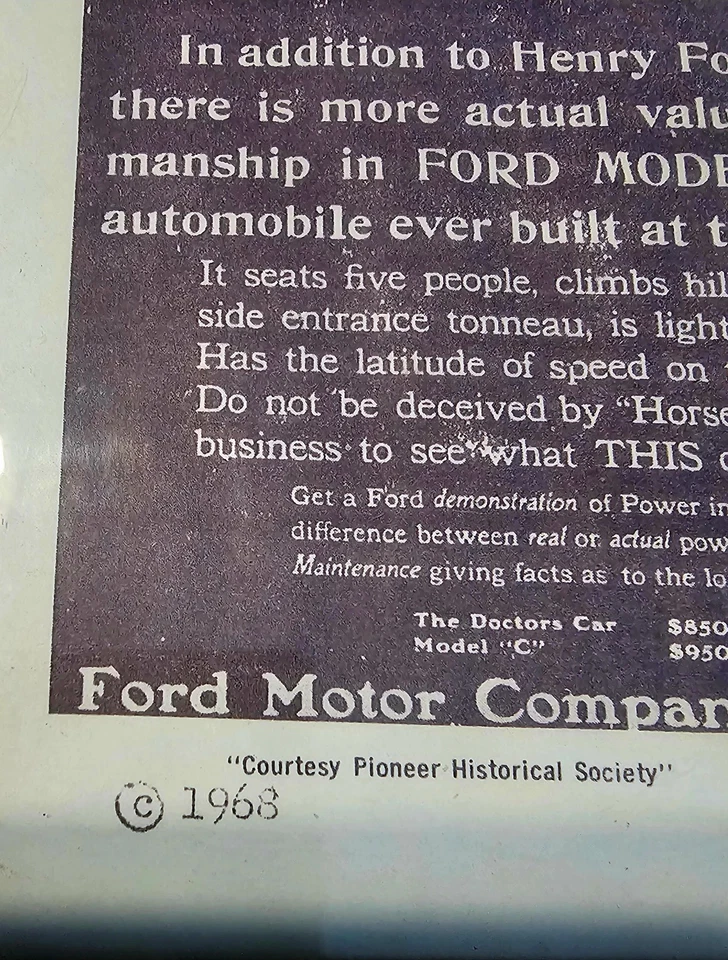 In addition to Henry Fo
there is more actual valu
manship in FORD MODE
automobile ever built at t
It seats five people, climbs hil
side entrance tonneau, is light
Has the latitude of speed on
Do not be deceived by "Horse
business to see what THIS
Get a Ford demonstration of Power in
difference between real or actual pow
Maintenance giving facts as to the lo
The Doctors Car $850
Model "C" $950
Ford Motor Compan
"Courtesy Pioneer Historical Society"
© 1968